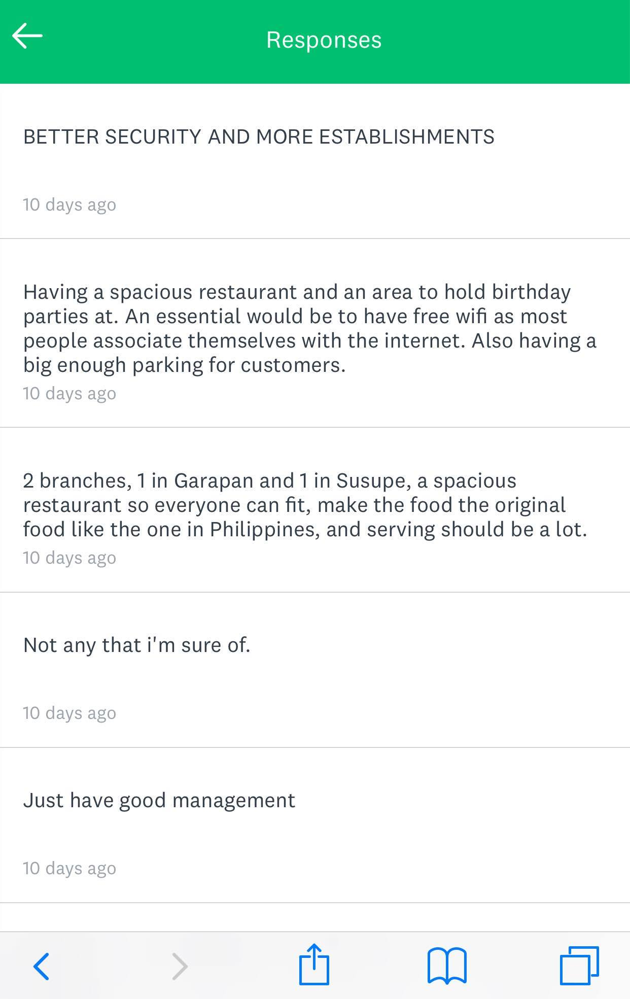 Responses
BETTER SECURITY AND MORE ESTABLISHMENTS
10 days ago
Having a spacious restaurant and an area to hold birthday
parties at. An essential would be to have free wifi as most
people associate themselves with the internet. Also having a
big enough parking for customers.
10 days ago
2 branches, 1 in Garapan and 1 in Susupe, a spacious
restaurant so everyone can fit, make the food the original
food like the one in Philippines, and serving should be a lot.
10 days ago
Not any that i'm sure of.
10 days ago
Just have good management
10 days ago